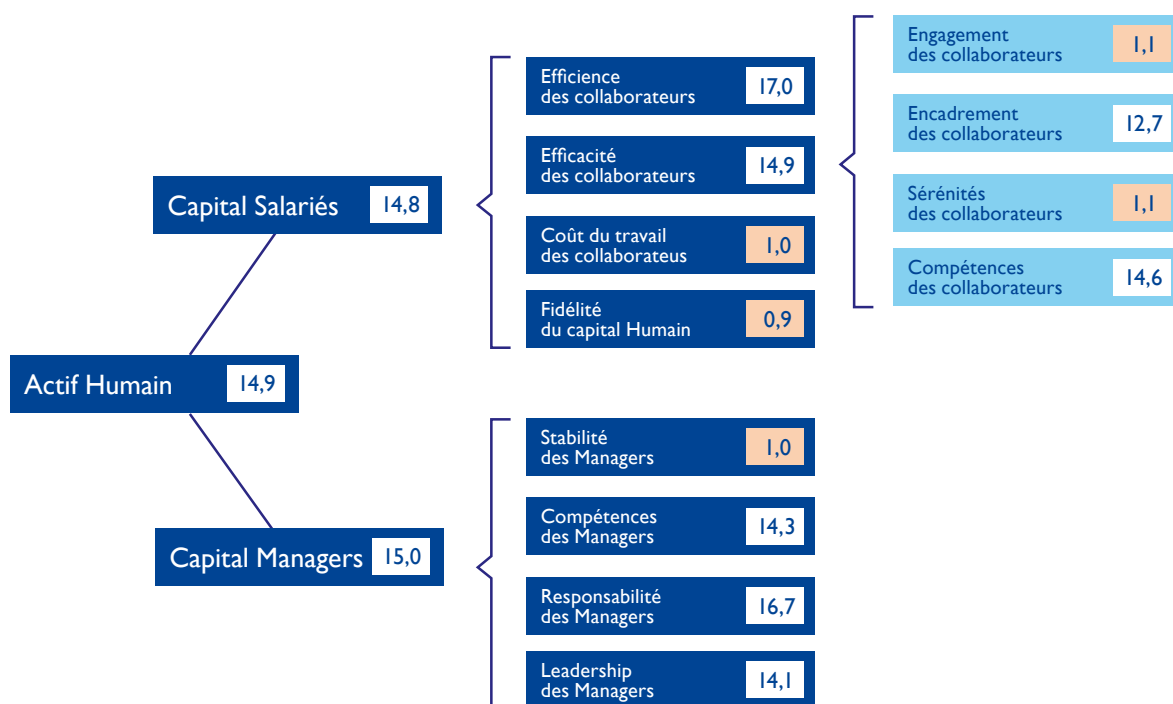 Actif Humain
14,9
Capital Salariés
14,8
Efficience
des collaborateurs
17,0
Efficacité
des collaborateurs
14,9
Coût du travail
des collaborateus
1,0
Fidélité
du capital Humain
0,9
Engagement
des collaborateurs
1,1
Encadrement
des collaborateurs
12,7
Sérénités
des collaborateurs
1,1
Compétences
des collaborateurs
14,6
Capital Managers
15,0
Stabilité
des Managers
1,0
Compétences
des Managers
14,3
Responsabilité
des Managers
16,7
Leadership
des Managers
14,1